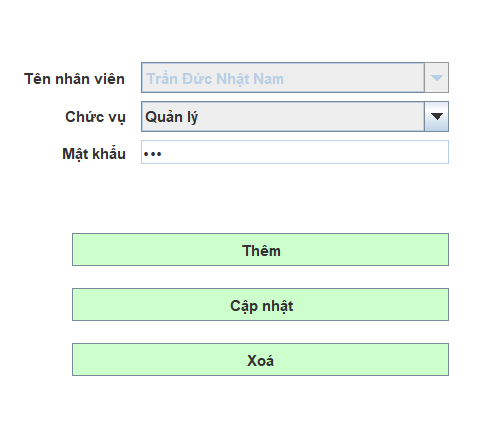 Tên nhân viên Trần Đức Nhật Nam
Chức vụ Quản lý
Mật khẩu •••
Thêm
Cập nhật
Xoá